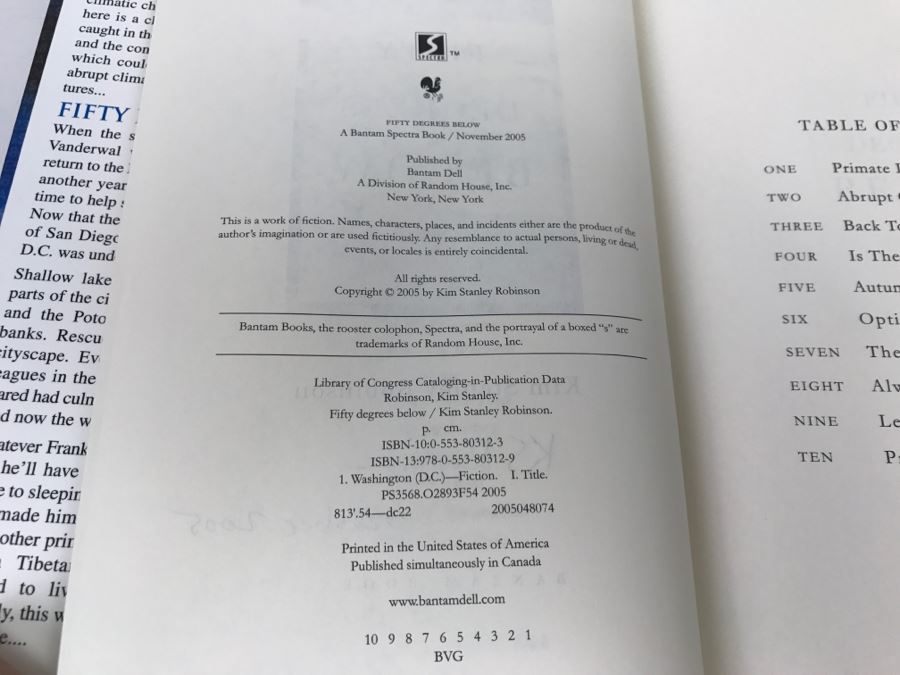 climatic ch
here is a cl
caught in th
and the con
which coul
abrupt clima
tures...
FIFTY
When the s
Vanderwal
return to the
another year
time to help
Now that the
of San Diego
D.C. was und
Shallow lake
parts of the ci
and the Poto
banks. Rescu
cityscape. Ev
eagues in the
ared had culn
d now the w
atever Frank
he'll have
e to sleepin
made him
other prin
Tibeta
d to liv
ly, this w
e....
S
SPECTRA
TM
FIFTY DEGREES BELOW
A Bantam Spectra Book / November 2005
Published by
Bantam Dell
A Division of Random House, Inc.
New York, New York
This is a work of fiction. Names, characters, places, and incidents either are the product of the
author's imagination or are used fictitiously. Any resemblance to actual persons, living or dead,
events, or locales is entirely coincidental.
All rights reserved.
Copyright © 2005 by Kim Stanley Robinson
Bantam Books, the rooster colophon, Spectra, and the portrayal of a boxed "s" are
trademarks of Random House, Inc.
Library of Congress Cataloging-in-Publication Data
Robinson, Kim Stanley.
Fifty degrees below / Kim Stanley Robinson.
p. cm.
ISBN-10:0-553-80312-3
ISBN-13:978-0-553-80312-9
1. Washington (D.C.)—Fiction. I. Title.
PS3568.O2893F54 2005
813'.54—dc22 2005048074
Printed in the United States of America
Published simultaneously in Canada
www.bantamdell.com
10 9 8 7 6 5 4 3 2 1
BVG
TABLE OF
ONE Primate
TWO Abrupt
THREE Back To
FOUR Is The
FIVE Autun
SIX Opti
SEVEN The
EIGHT Alw
NINE Le
TEN P